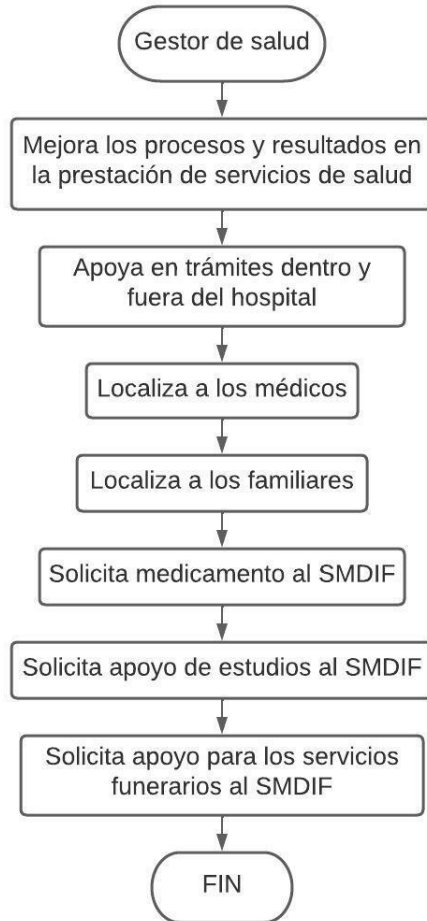 Gestor de salud
Mejora los procesos y resultados en
la prestación de servicios de salud
Apoya en trámites dentro y
fuera del hospital
Localiza a los médicos
Localiza a los familiares
Solicita medicamento al SMDIF
Solicita apoyo de estudios al SMDIF
Solicita apoyo para los servicios
funerarios al SMDIF
FIN